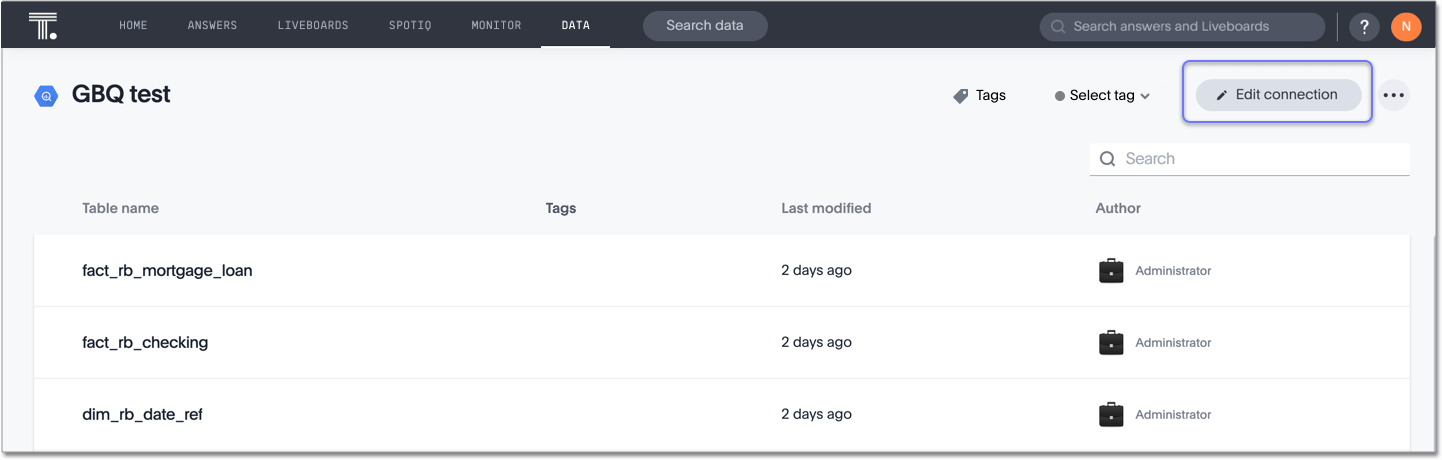 T. HOME ANSWERS LIVEBOARDS SPOTIQ MONITOR DATA Search data Search answers and Liveboards ? N
GBQ test Tags Select tag Edit connection
Search
Table name Tags Last modified Author
fact_rb_mortgage_loan 2 days ago Administrator
fact_rb_checking 2 days ago Administrator
dim_rb_date_ref 2 days ago Administrator